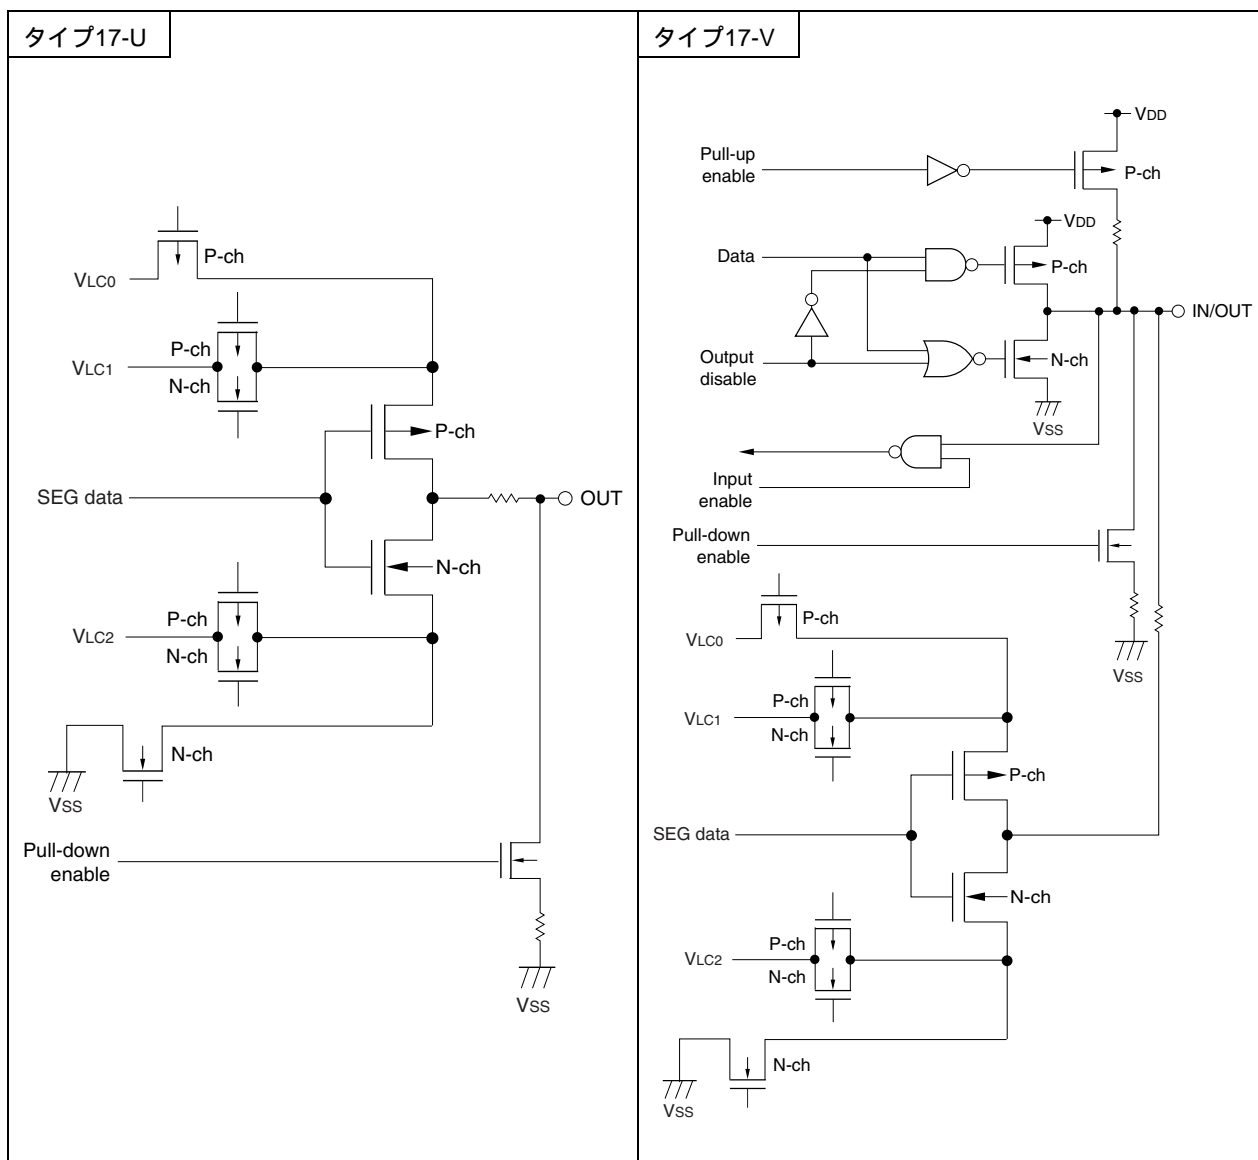 タイプ17-U
P-ch
VLC0
P-ch
VLC1
N-ch
P-ch
SEG data
OUT
N-ch
P-ch
VLC2
N-ch
N-ch
VSS
Pull-down
enable
VSS
タイプ17-V
VDD
Pull-up
enable
P-ch
VDD
Data
P-ch
IN/OUT
Output
disable
N-ch
VSS
Input
enable
Pull-down
enable
P-ch
VLC0
VSS
P-ch
VLC1
N-ch
P-ch
SEG data
N-ch
P-ch
VLC2
N-ch
N-ch
VSS